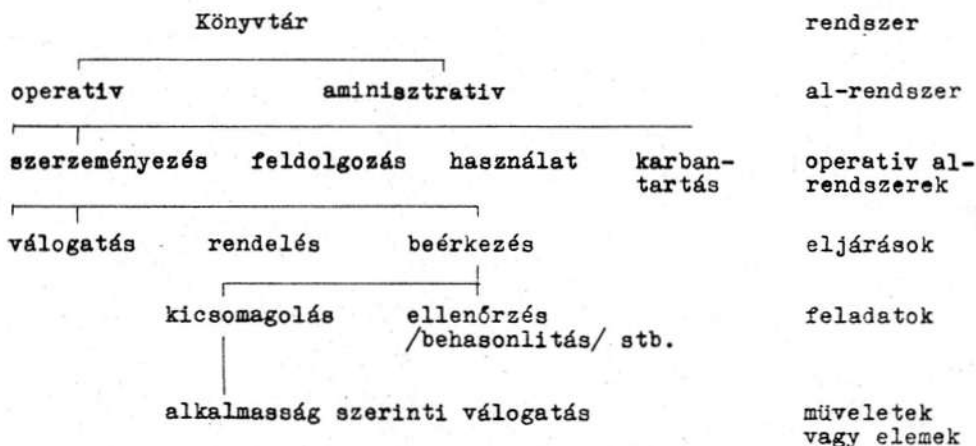 Könyvtár rendszer
operativ aminisztrativ al-rendszer
szerzeményezés feldolgozás használat karban- operativ al-
tartás rendszerek
válogatás rendelés beérkezés eljárások
kicsomagolás ellenőrzés feladatok
/behasonlitás/ stb.
alkalmasság szerinti válogatás müveletek
vagy elemek